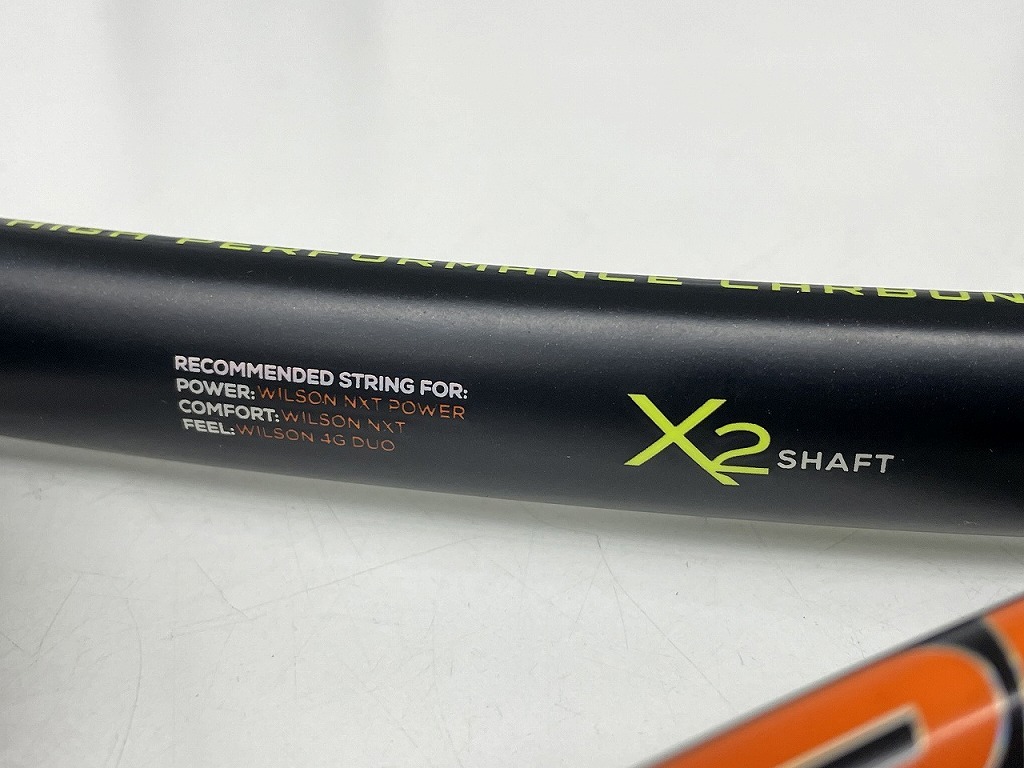 HIGH PERFORMANCE CARBON
RECOMMENDED STRING FOR:
POWER: WILSON NXT POWER
COMFORT: WILSON NXT
FEEL: WILSON 4G DUO
X2 SHAFT